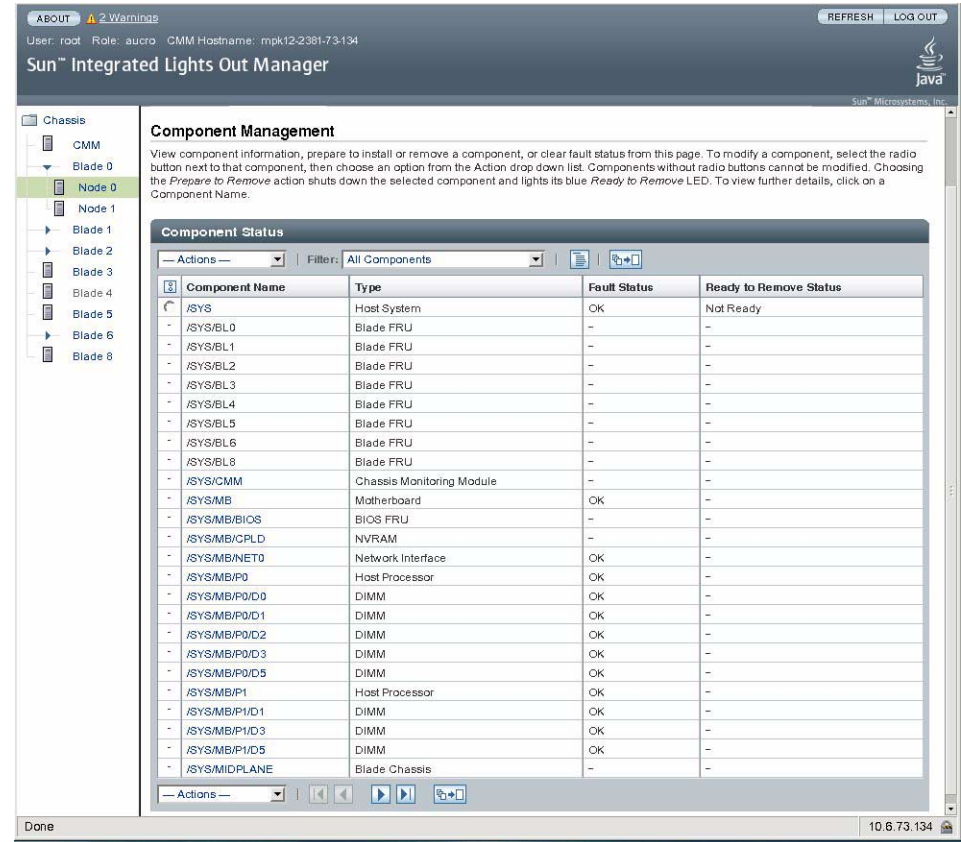 ABOUT 2 Warnings REFRESH LOG OUT
User: root Role: aucro CMM Hostname: mpk12-2381-73-134
Sun™ Integrated Lights Out Manager
Java™
Sun™ Microsystems, Inc.
Chassis
CMM
Blade 0
Node 0
Node 1
Blade 1
Blade 2
Blade 3
Blade 4
Blade 5
Blade 6
Blade 8
Component Management
View component information, prepare to install or remove a component, or clear fault status from this page. To modify a component, select the radio
button next to that component, then choose an option from the Action drop down list. Components without radio buttons cannot be modified. Choosing
the Prepare to Remove action shuts down the selected component and lights its blue Ready to Remove LED. To view further details, click on a
Component Name.
Component Status
— Actions — Filter: All Components
Component Name Type Fault Status Ready to Remove Status
/SYS Host System OK Not Ready
- /SYS/BL0 Blade FRU – –
- /SYS/BL1 Blade FRU – –
- /SYS/BL2 Blade FRU – –
- /SYS/BL3 Blade FRU – –
- /SYS/BL4 Blade FRU – –
- /SYS/BL5 Blade FRU – –
- /SYS/BL6 Blade FRU – –
- /SYS/BL8 Blade FRU – –
- /SYS/CMM Chassis Monitoring Module – –
- /SYS/MB Motherboard OK –
- /SYS/MB/BIOS BIOS FRU – –
- /SYS/MB/CPLD NVRAM – –
- /SYS/MB/NET0 Network Interface OK –
- /SYS/MB/P0 Host Processor OK –
- /SYS/MB/P0/D0 DIMM OK –
- /SYS/MB/P0/D1 DIMM OK –
- /SYS/MB/P0/D2 DIMM OK –
- /SYS/MB/P0/D3 DIMM OK –
- /SYS/MB/P0/D5 DIMM OK –
- /SYS/MB/P1 Host Processor OK –
- /SYS/MB/P1/D1 DIMM OK –
- /SYS/MB/P1/D3 DIMM OK –
- /SYS/MB/P1/D5 DIMM OK –
- /SYS/MIDPLANE Blade Chassis – –
— Actions —
Done 10.6.73.134